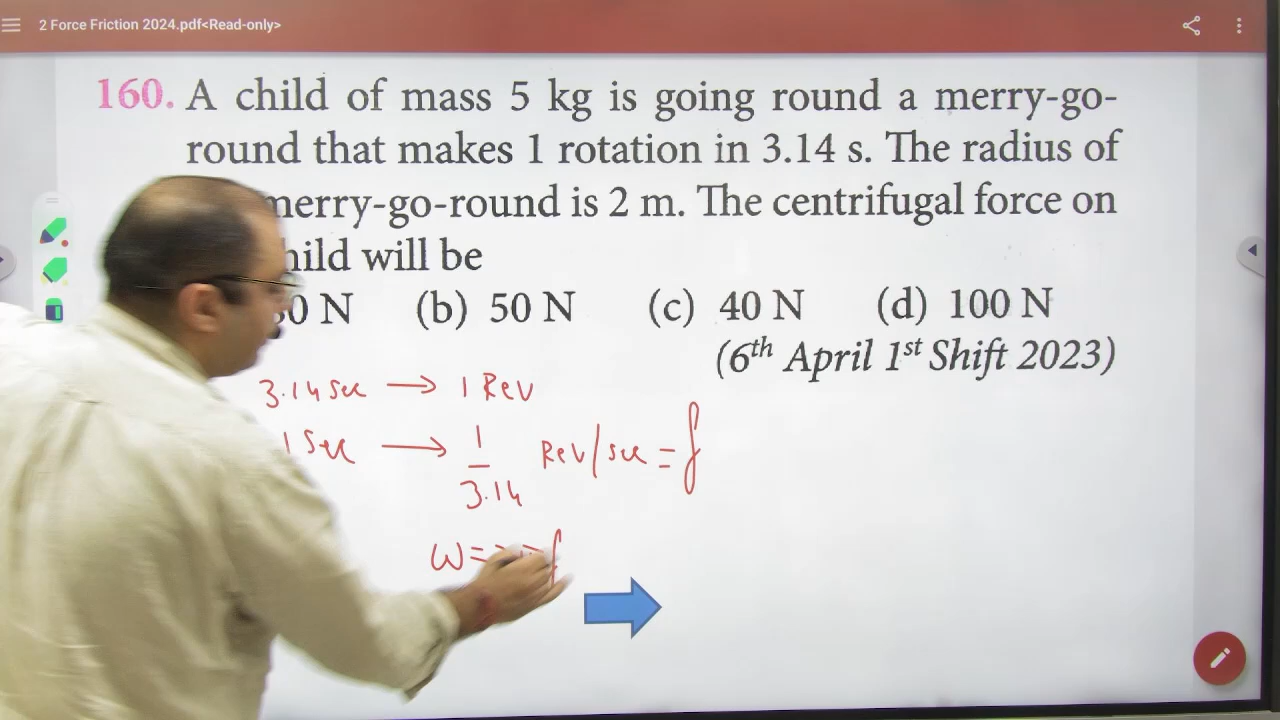 2 Force Friction 2024.pdf<Read-only>
160. A child of mass 5 kg is going round a merry-go-
round that makes 1 rotation in 3.14 s. The radius of
merry-go-round is 2 m. The centrifugal force on
will be
(b) 50 N (c) 40 N (d) 100 N
(6th April 1st Shift 2023)
3.14 Sec → 1 Rev
1 Sec → 1/3.14 Rev/sec = f
ω =